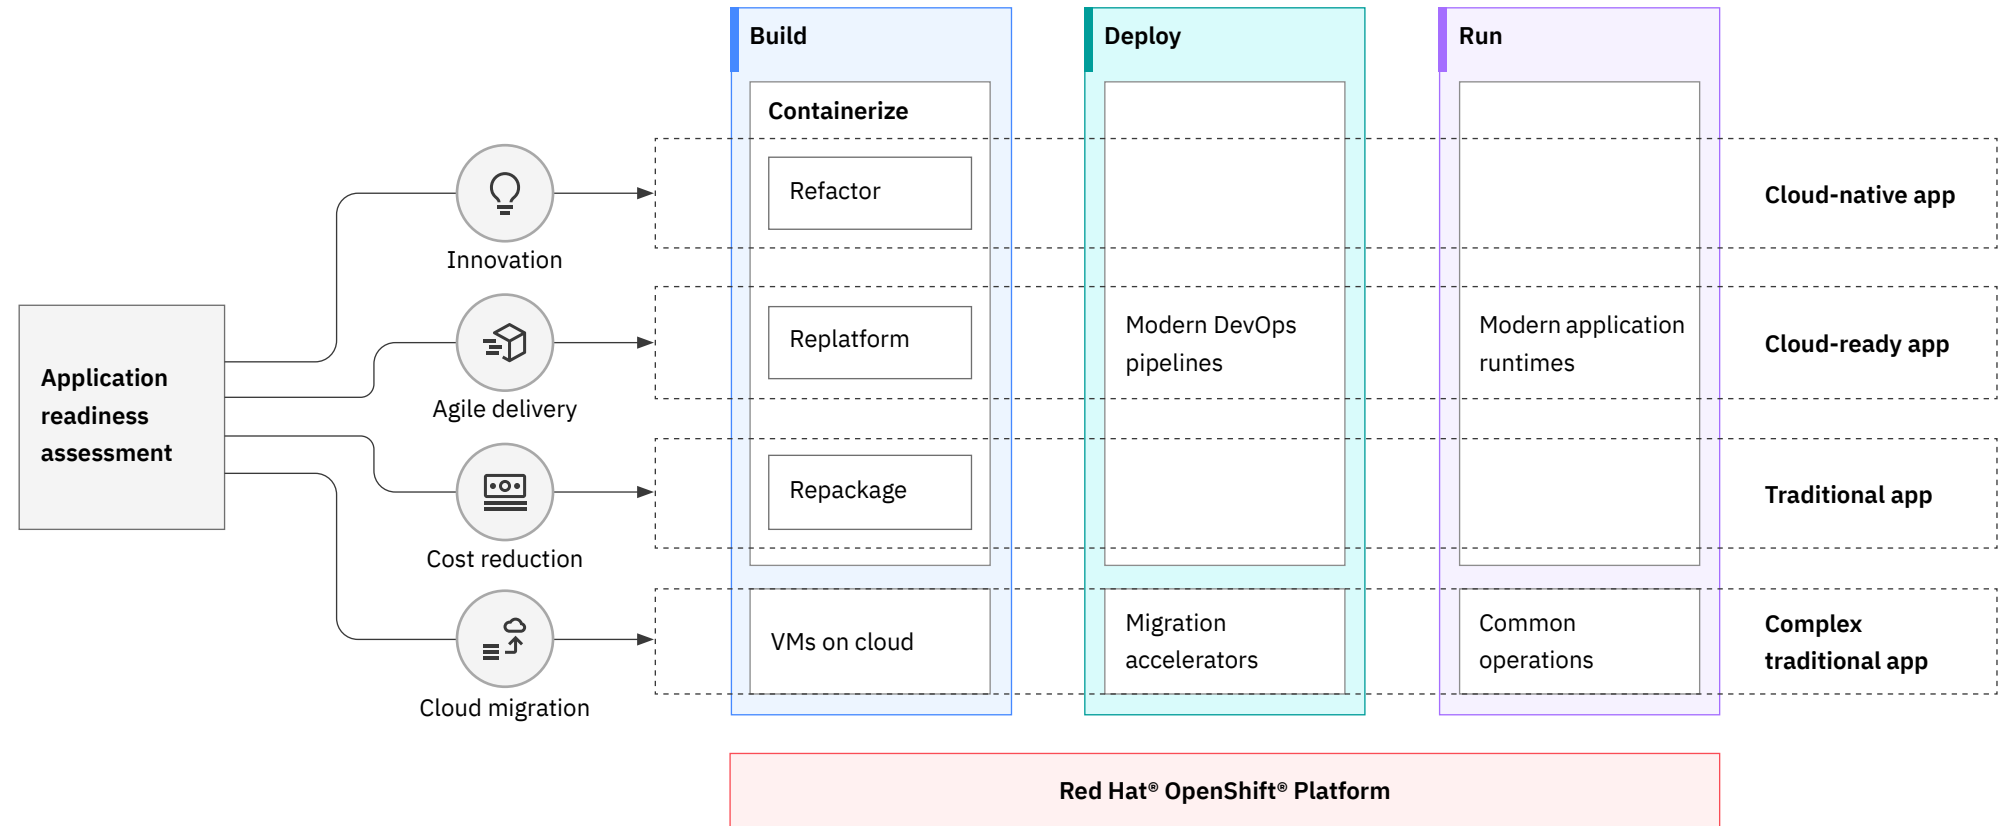 Build
Deploy
Run
Containerize
Refactor
Cloud-native app
Innovation
Application
readiness
assessment
Replatform
Modern DevOps
pipelines
Modern application
runtimes
Cloud-ready app
Agile delivery
Repackage
Traditional app
Cost reduction
VMs on cloud
Migration
accelerators
Common
operations
Complex
traditional app
Cloud migration
Red Hat® OpenShift® Platform